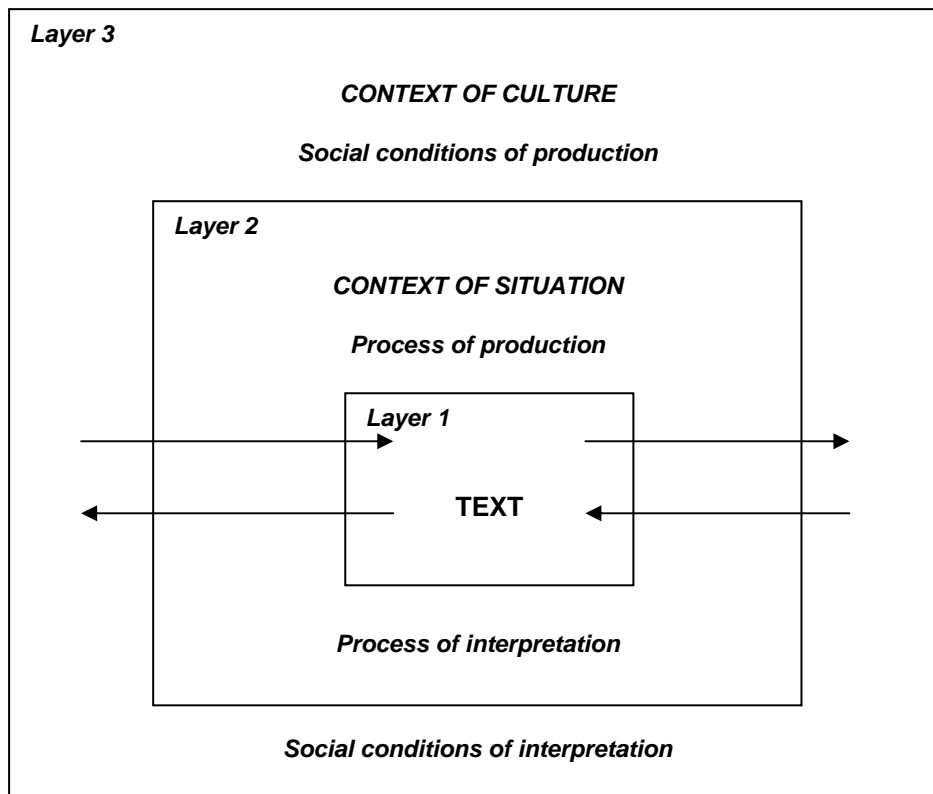 Layer 3
CONTEXT OF CULTURE
Social conditions of production
Layer 2
CONTEXT OF SITUATION
Process of production
Layer 1
TEXT
Process of interpretation
Social conditions of interpretation